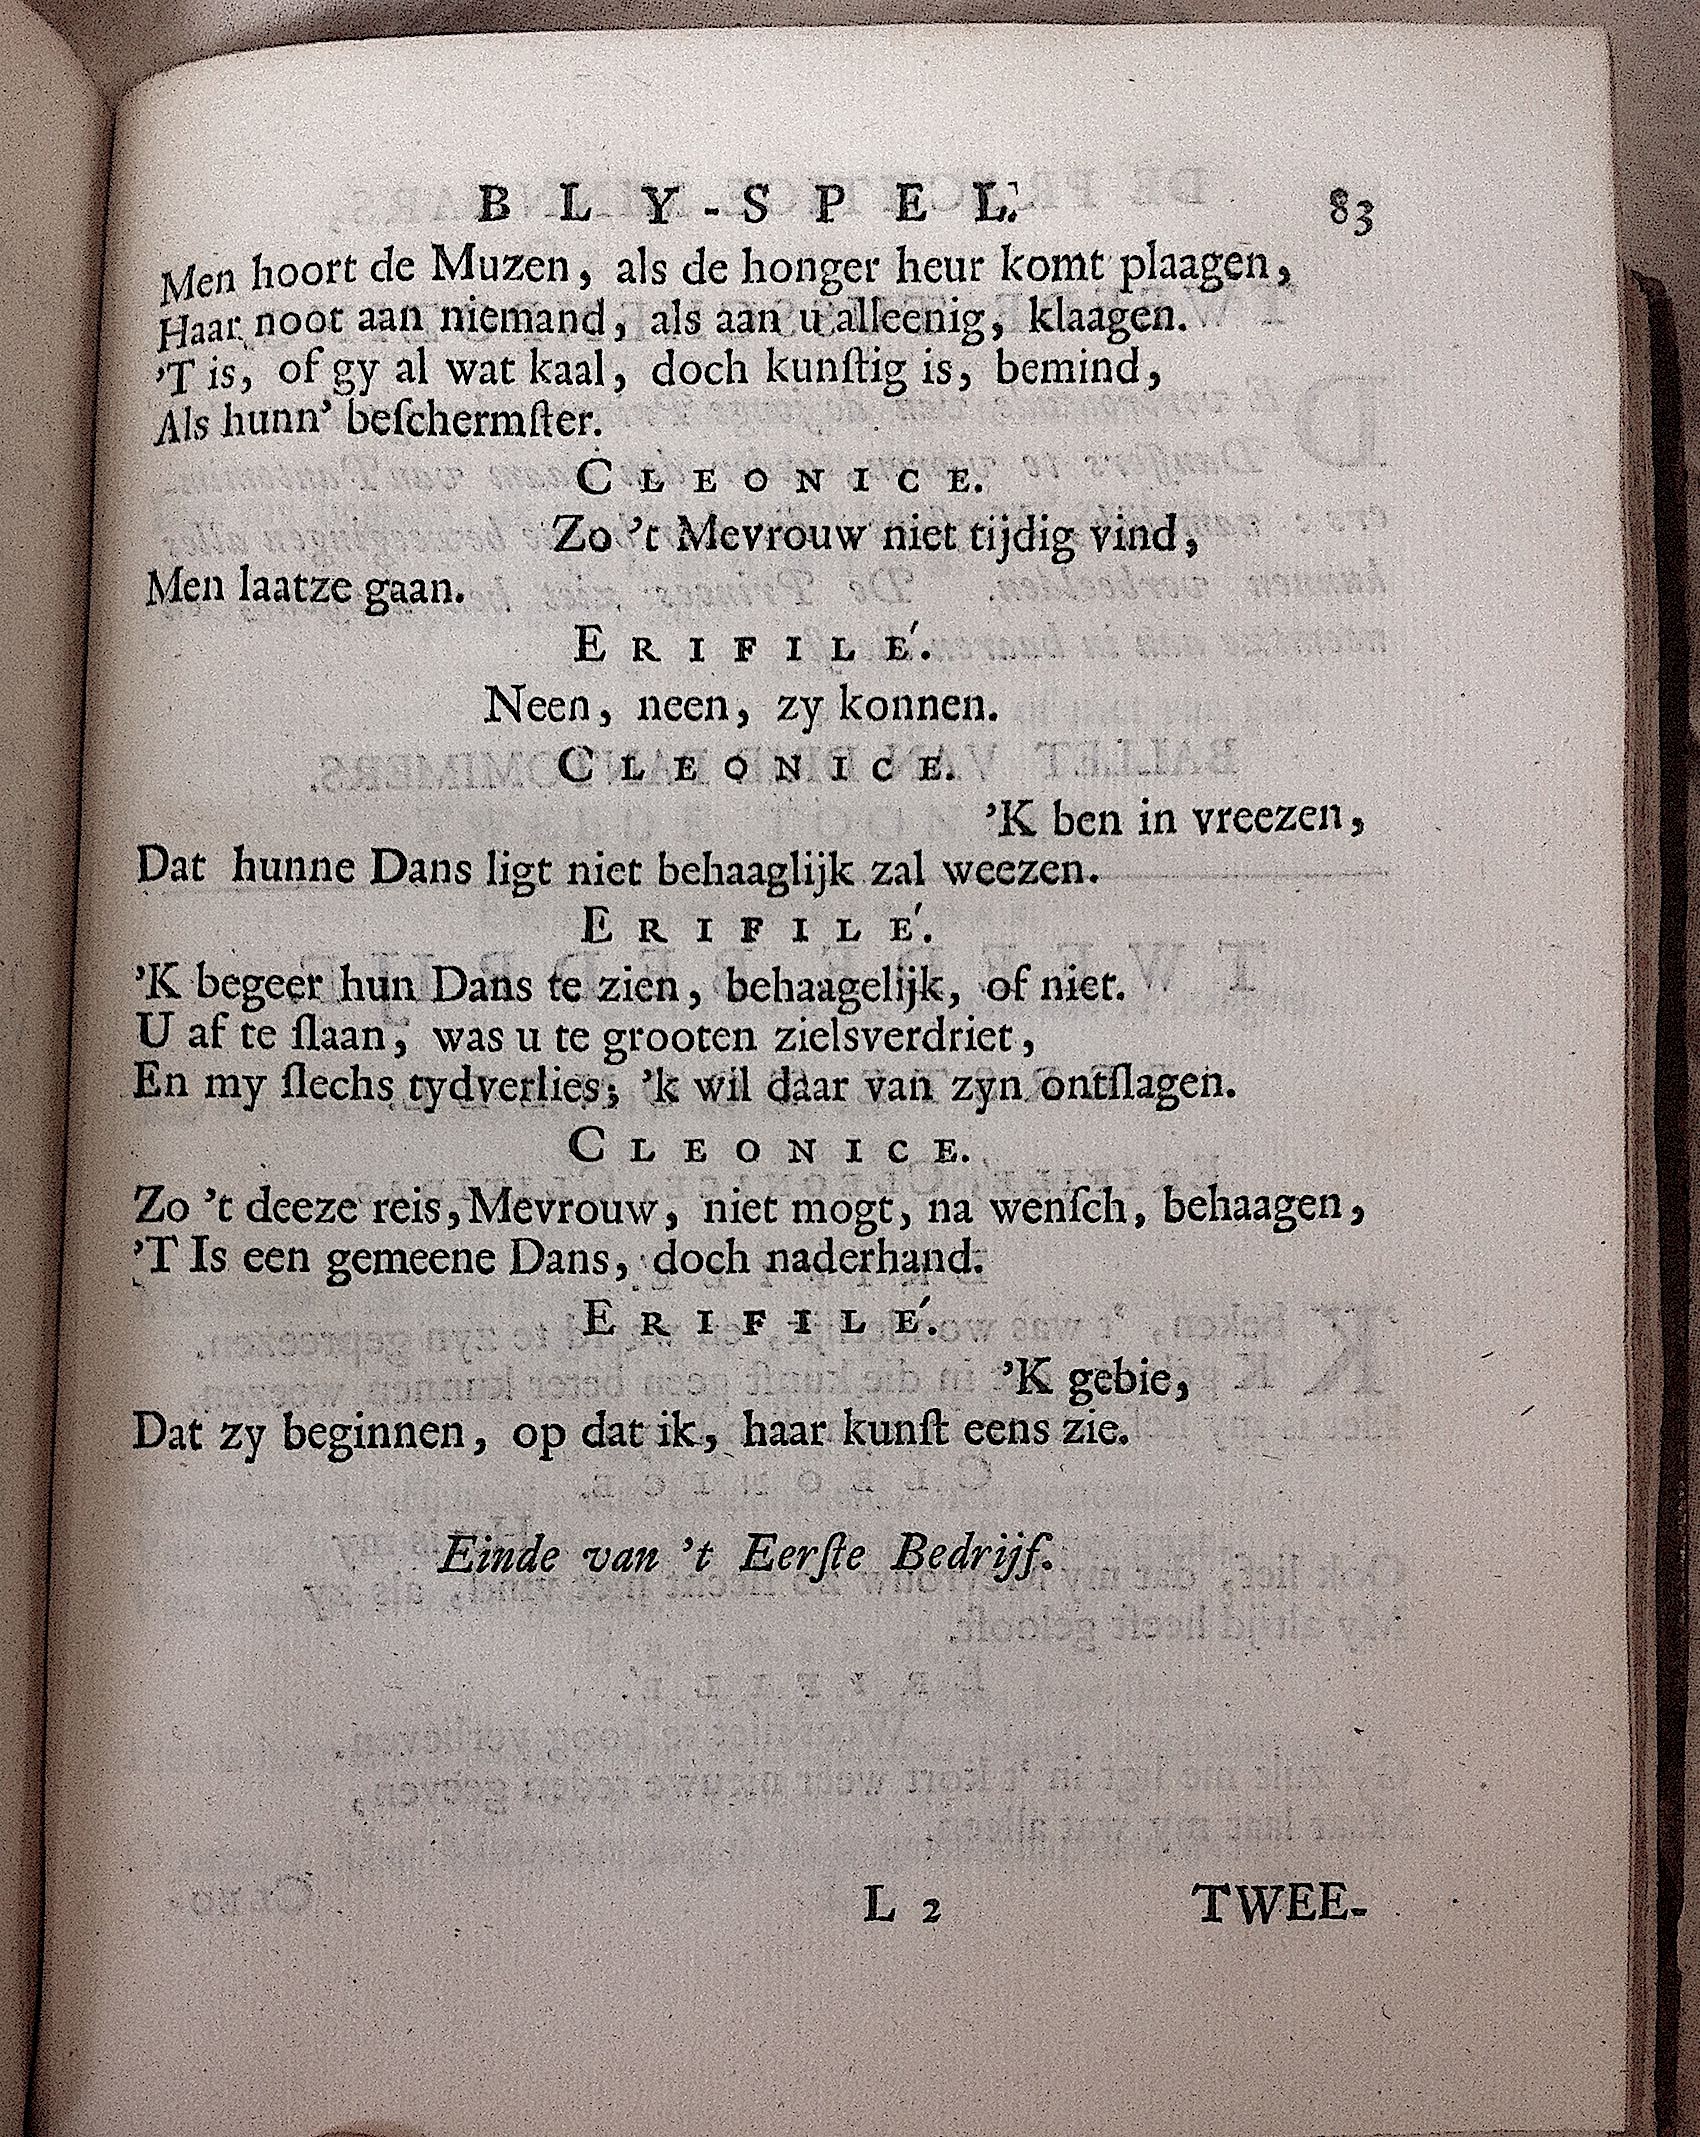 BLY-SPEL. 83
Men hoort de Muzen, als de honger heur komt plaagen,
Haar noot aan niemand, als aan u alleenig, klaagen.
'T is, of gy al wat kaal, doch kunſtig is, bemind,
Als hunn' beſchermſter.
CLEONICE.
Zo 't Mevrouw niet tijdig vind,
Men laatze gaan.
ERIFILÉ.
Neen, neen, zy konnen.
CLEONICE.
'K ben in vreezen,
Dat hunne Dans ligt niet behaaglijk zal weezen.
ERIFILÉ.
'K begeer hun Dans te zien, behaagelijk, of niet.
U af te ſlaan, was u te grooten zielsverdriet,
En my ſlechs tydverlies; 'k wil daar van zyn ontſlagen.
CLEONICE.
Zo 't deeze reis, Mevrouw, niet mogt, na wenſch, behaagen,
'T Is een gemeene Dans, doch naderhand.
ERIFILÉ.
'K gebie,
Dat zy beginnen, op dat ik, haar kunſt eens zie.
Einde van 't Eerſte Bedrijf.
L 2 TWEE-